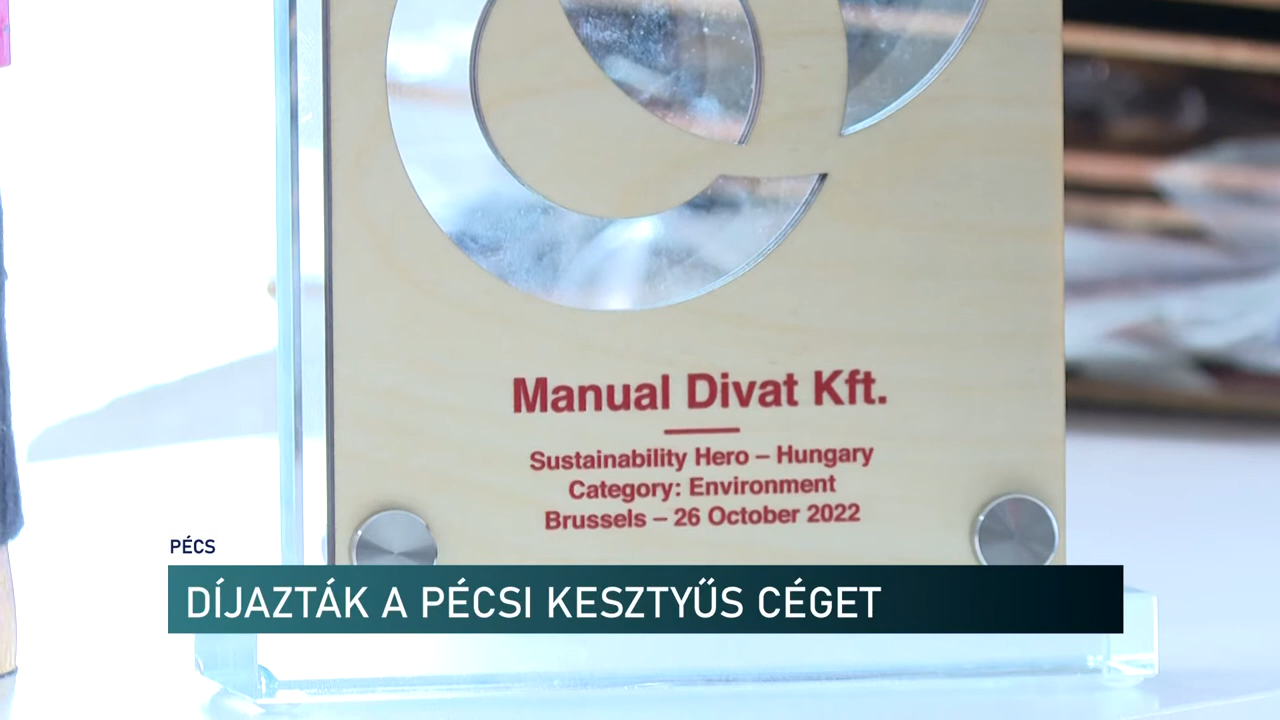 Manual Divat Kft.
Sustainability Hero – Hungary
Category: Environment
Brussels – 26 October 2022
PÉCS
DÍJAZTÁK A PÉCSI KESZTYŰS CÉGET